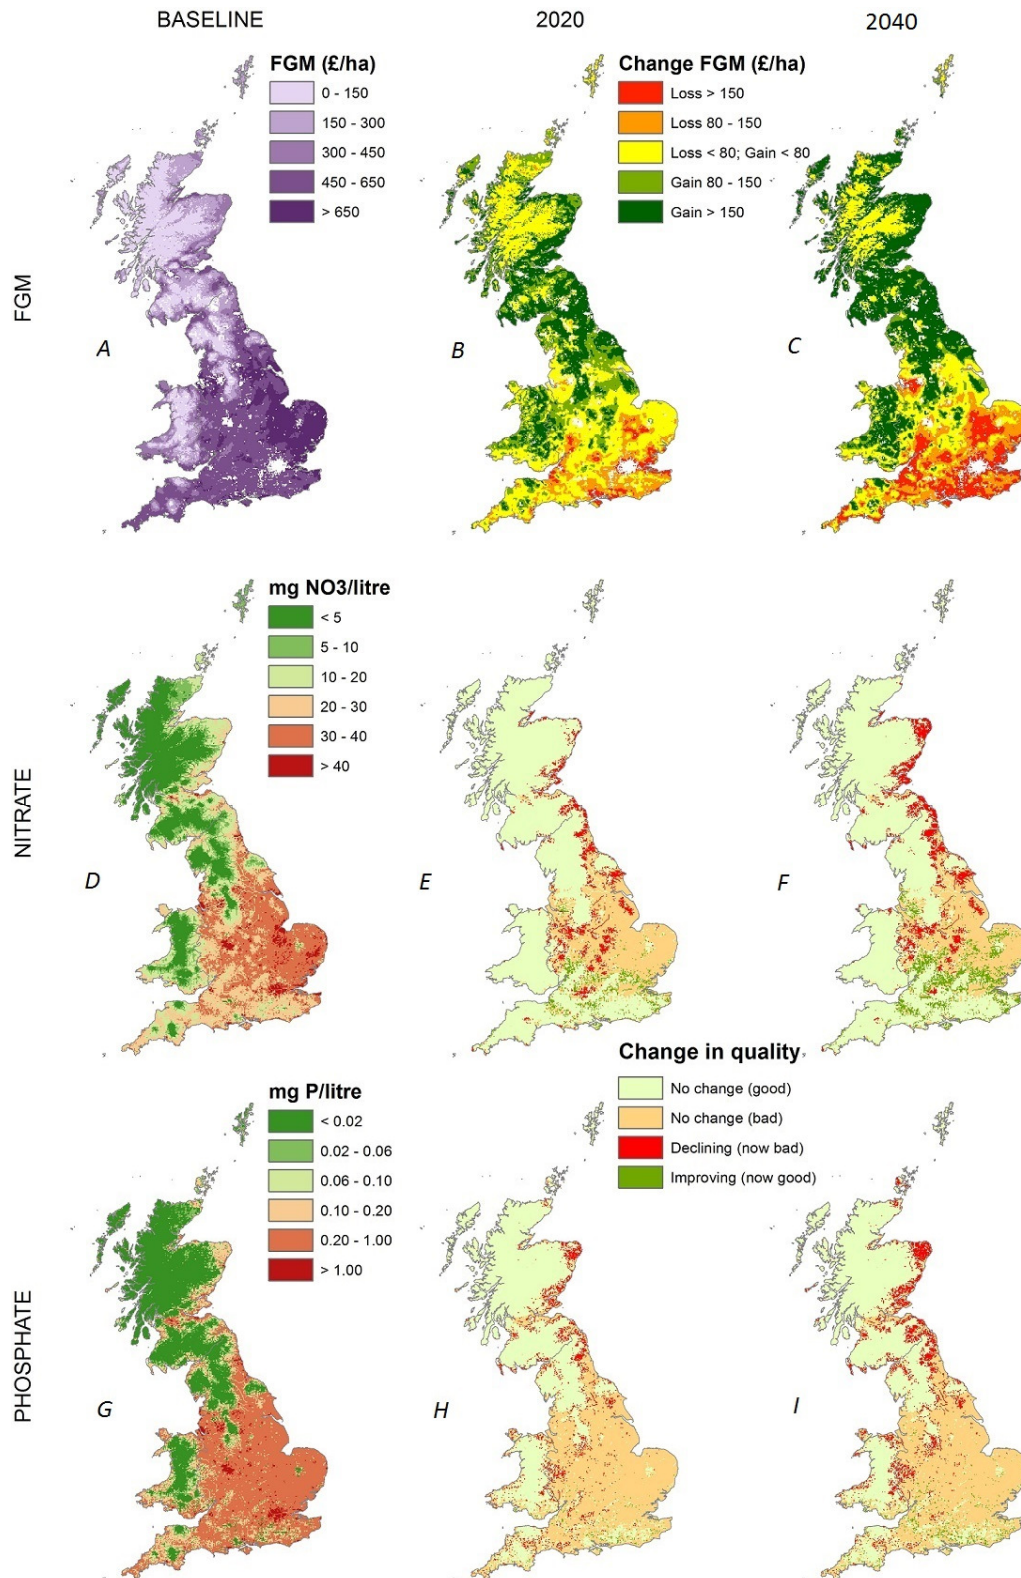 BASELINE
2020
2040
FGM
FGM (£/ha)
0 - 150
150 - 300
300 - 450
450 - 650
> 650
Change FGM (£/ha)
Loss > 150
Loss 80 - 150
Loss < 80; Gain < 80
Gain 80 - 150
Gain > 150
A
B
C
NITRATE
mg NO3/litre
< 5
5 - 10
10 - 20
20 - 30
30 - 40
> 40
D
E
F
PHOSPHATE
mg P/litre
< 0.02
0.02 - 0.06
0.06 - 0.10
0.10 - 0.20
0.20 - 1.00
> 1.00
Change in quality
No change (good)
No change (bad)
Declining (now bad)
Improving (now good)
G
H
I